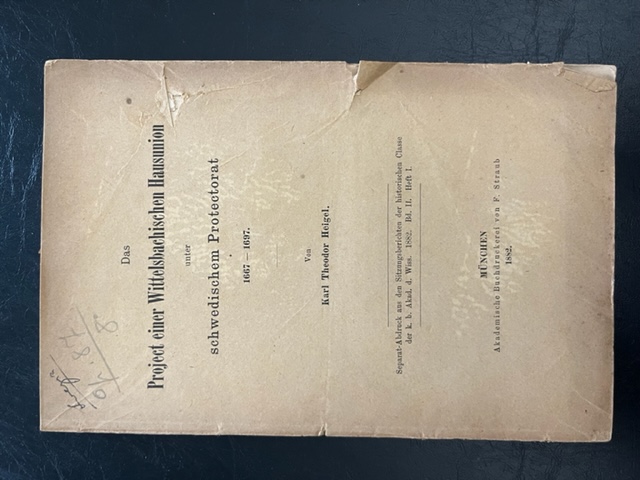 Das
Project einer Wittelsbachischen Hausunion
unter
schwedischem Protectorat
1667 — 1697.
Von
Karl Theodor Heigel.
Separat-Abdruck aus den Sitzungsberichten der historischen Classe
der k. b. Akad. d. Wiss. 1882. Bd. II. Heft I.
MÜNCHEN
1882.
Akademische Buchdruckerei von F. Straub